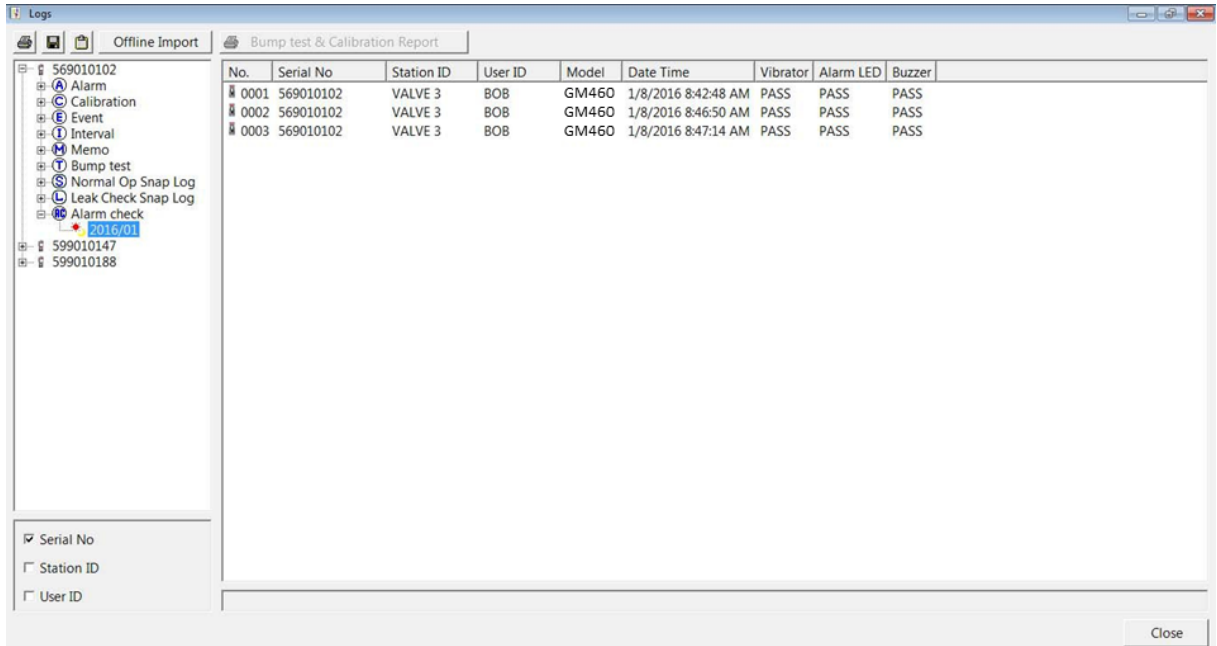 Logs
Offline Import Bump test & Calibration Report
569010102
A Alarm
C Calibration
E Event
I Interval
M Memo
T Bump test
S Normal Op Snap Log
L Leak Check Snap Log
AC Alarm check
2016/01
599010147
599010188
No. Serial No Station ID User ID Model Date Time Vibrator Alarm LED Buzzer
0001 569010102 VALVE 3 BOB GM460 1/8/2016 8:42:48 AM PASS PASS PASS
0002 569010102 VALVE 3 BOB GM460 1/8/2016 8:46:50 AM PASS PASS PASS
0003 569010102 VALVE 3 BOB GM460 1/8/2016 8:47:14 AM PASS PASS PASS
Serial No
Station ID
User ID
Close